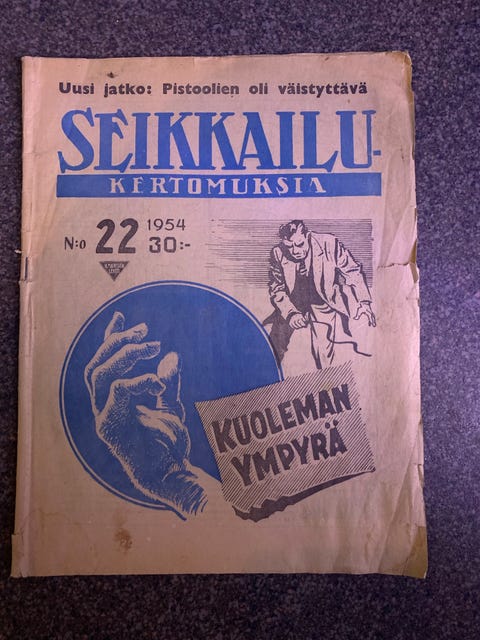 Uusi jatko: Pistoolien oli väistyttävä
SEIKKAILU-
KERTOMUKSIA
N:o 22 1954
30:-
KUOLEMAN
YMPYRÄ